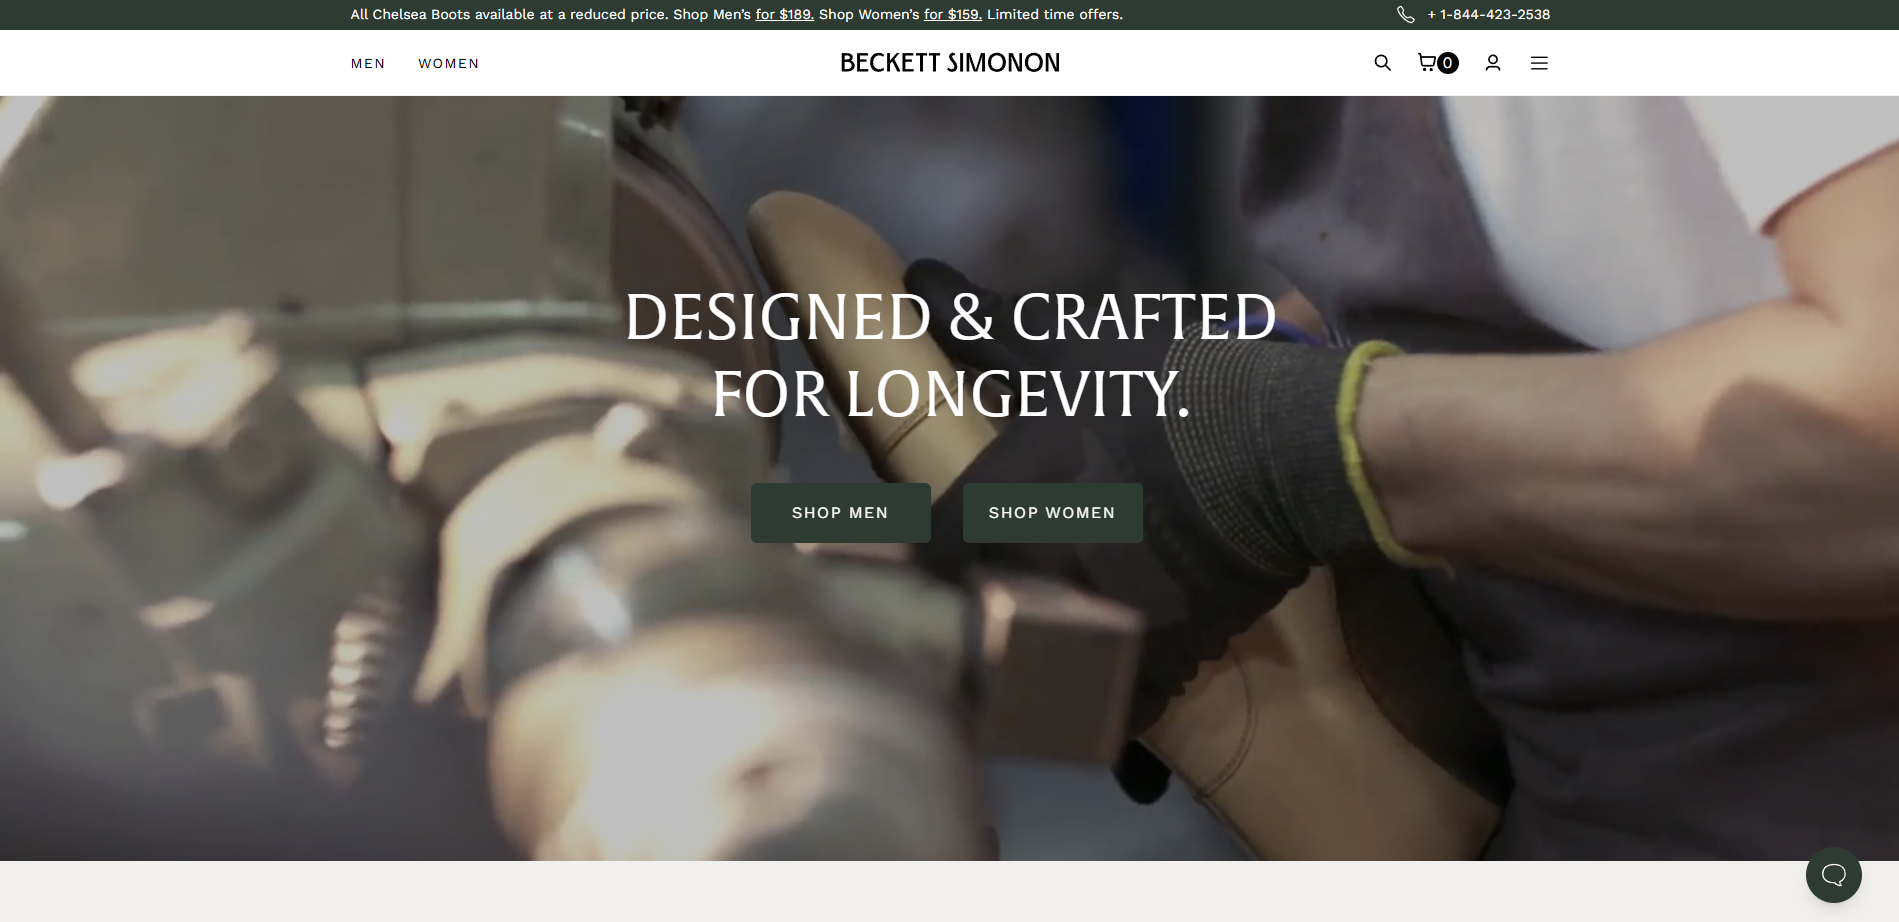 All Chelsea Boots available at a reduced price. Shop Men’s for $189. Shop Women’s for $159. Limited time offers.
+ 1-844-423-2538
MEN
WOMEN
BECKETT SIMONON
0
DESIGNED & CRAFTED
FOR LONGEVITY.
SHOP MEN
SHOP WOMEN